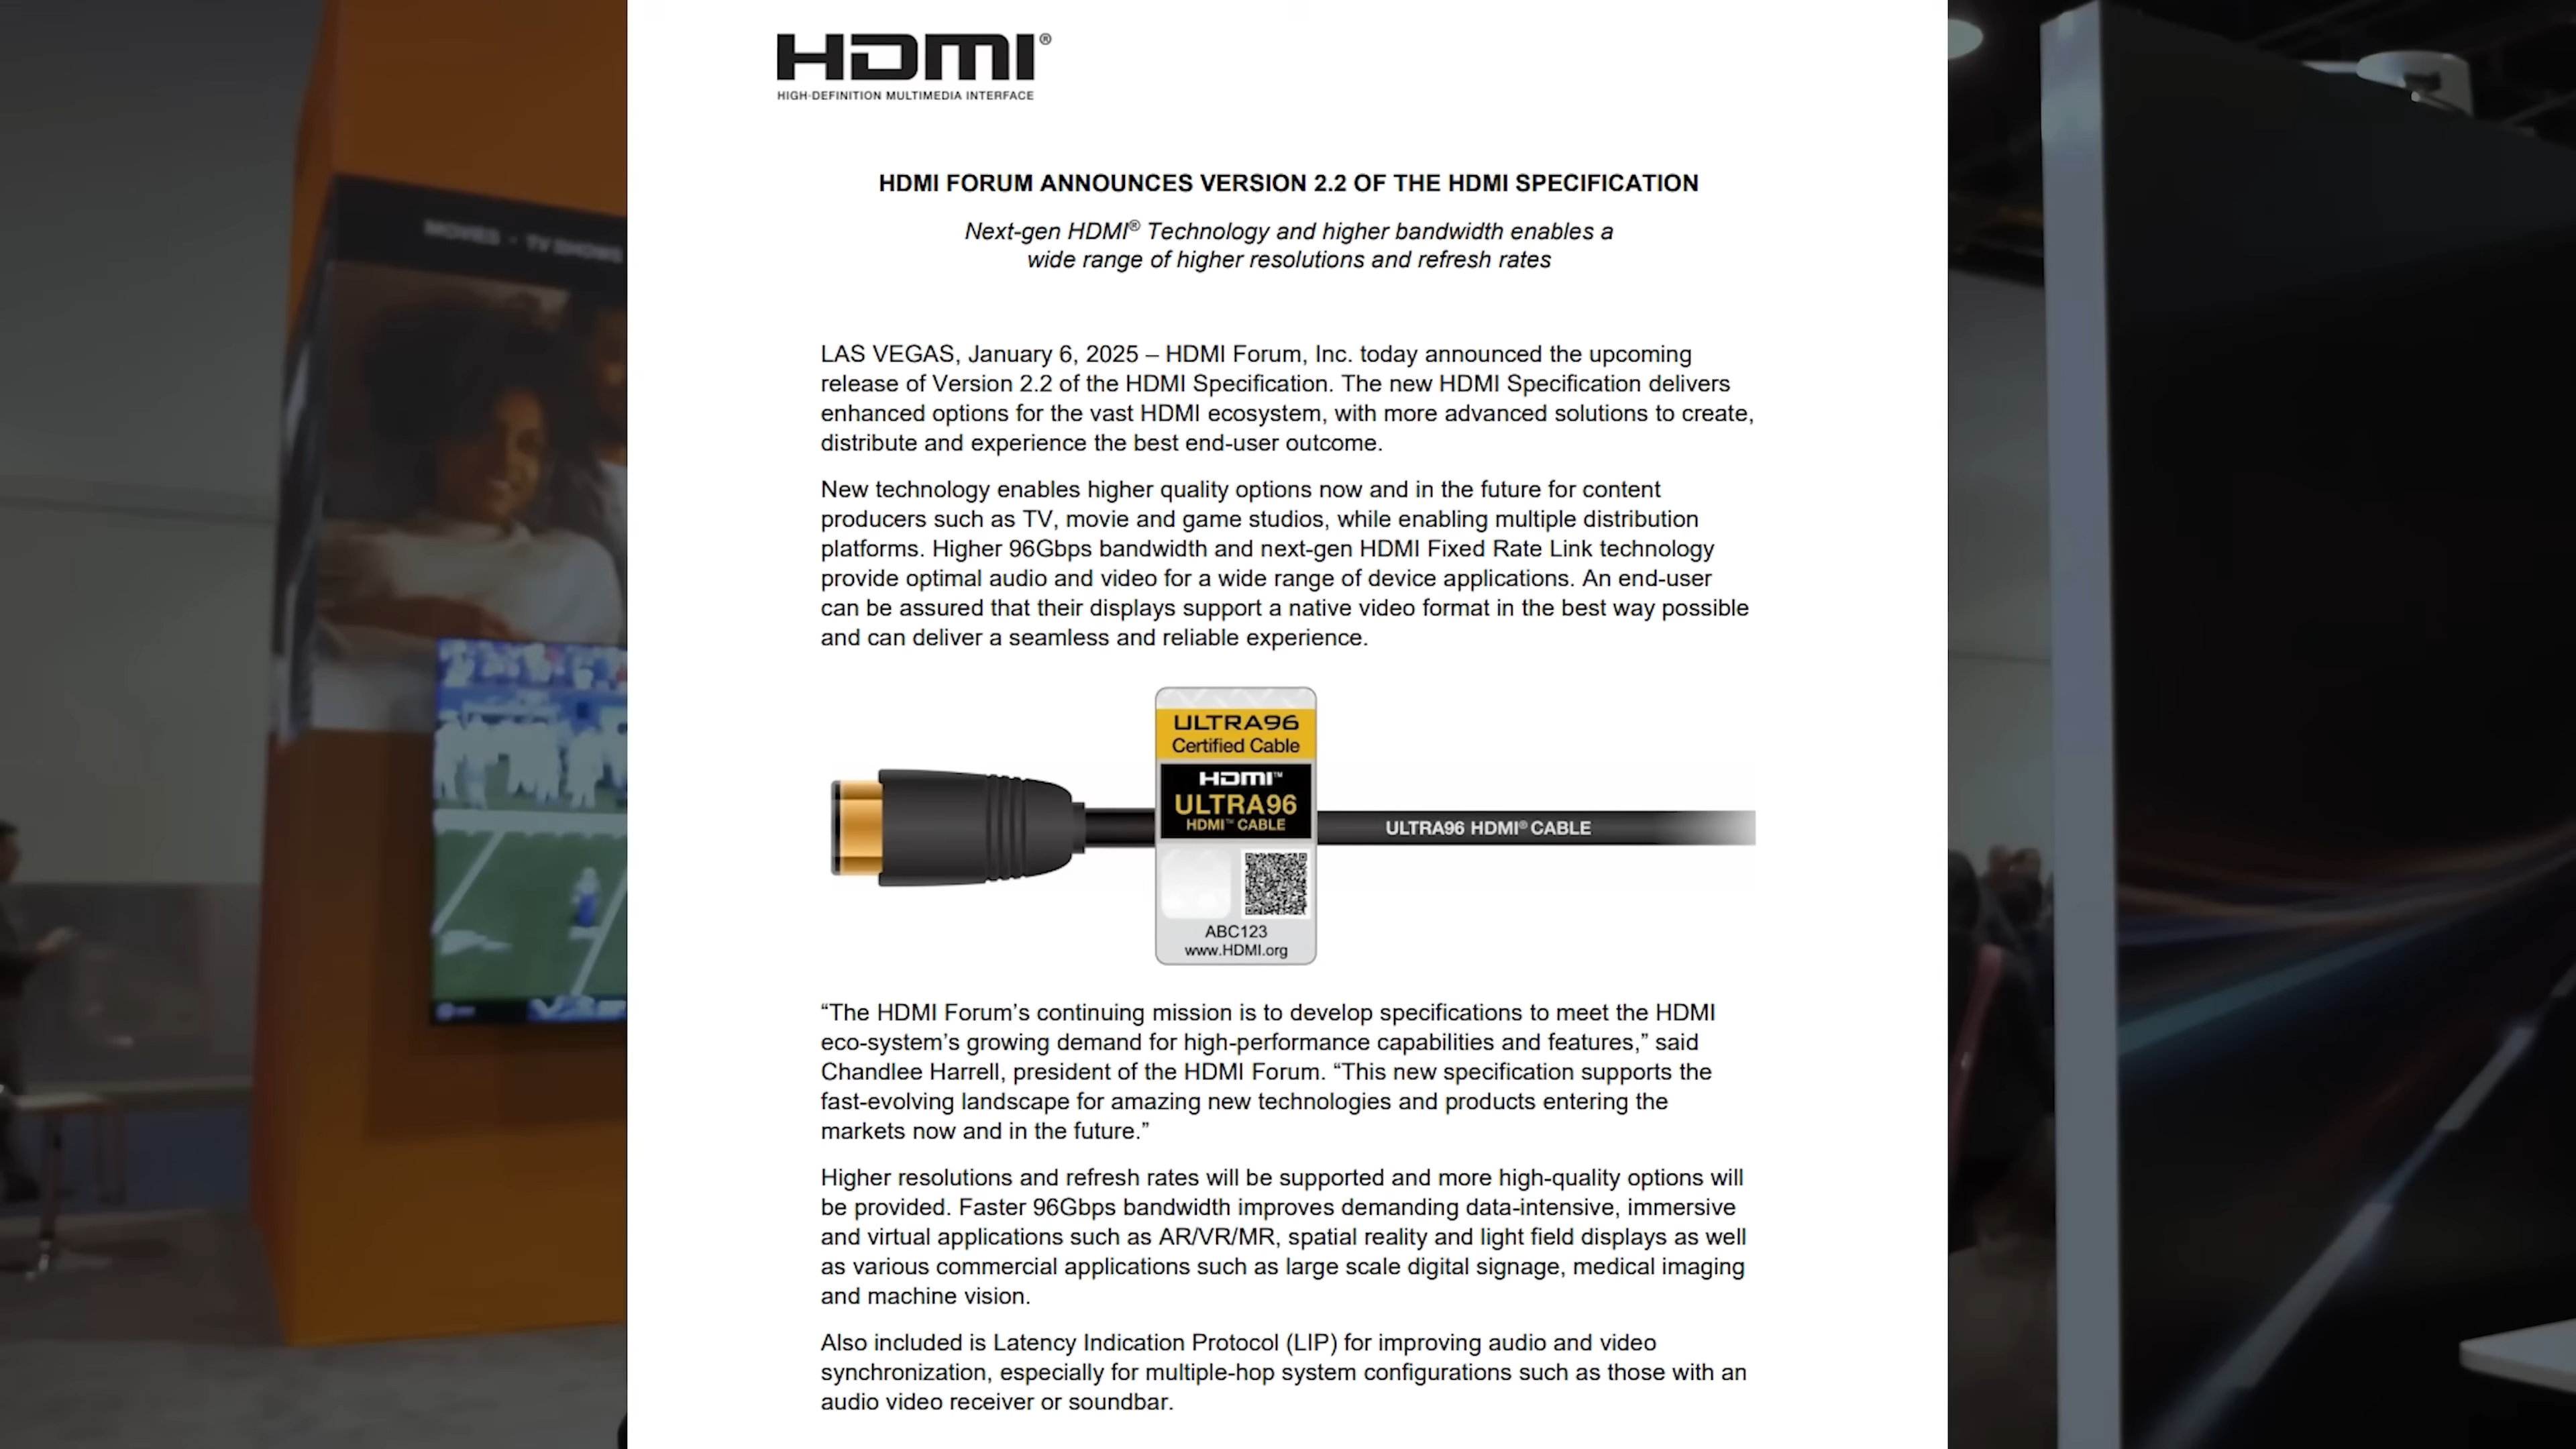 HDMI®
HIGH-DEFINITION MULTIMEDIA INTERFACE
HDMI FORUM ANNOUNCES VERSION 2.2 OF THE HDMI SPECIFICATION
Next-gen HDMI® Technology and higher bandwidth enables a
wide range of higher resolutions and refresh rates
MOVIES - TV SHOWS
LAS VEGAS, January 6, 2025 – HDMI Forum, Inc. today announced the upcoming
release of Version 2.2 of the HDMI Specification. The new HDMI Specification delivers
enhanced options for the vast HDMI ecosystem, with more advanced solutions to create,
distribute and experience the best end-user outcome.
New technology enables higher quality options now and in the future for content
producers such as TV, movie and game studios, while enabling multiple distribution
platforms. Higher 96Gbps bandwidth and next-gen HDMI Fixed Rate Link technology
provide optimal audio and video for a wide range of device applications. An end-user
can be assured that their displays support a native video format in the best way possible
and can deliver a seamless and reliable experience.
ULTRA96
Certified Cable
HDMI™
ULTRA96
HDMI™ CABLE
ULTRA96 HDMI® CABLE
ABC123
www.HDMI.org
“The HDMI Forum’s continuing mission is to develop specifications to meet the HDMI
eco-system’s growing demand for high-performance capabilities and features,” said
Chandlee Harrell, president of the HDMI Forum. “This new specification supports the
fast-evolving landscape for amazing new technologies and products entering the
markets now and in the future.”
Higher resolutions and refresh rates will be supported and more high-quality options will
be provided. Faster 96Gbps bandwidth improves demanding data-intensive, immersive
and virtual applications such as AR/VR/MR, spatial reality and light field displays as well
as various commercial applications such as large scale digital signage, medical imaging
and machine vision.
Also included is Latency Indication Protocol (LIP) for improving audio and video
synchronization, especially for multiple-hop system configurations such as those with an
audio video receiver or soundbar.